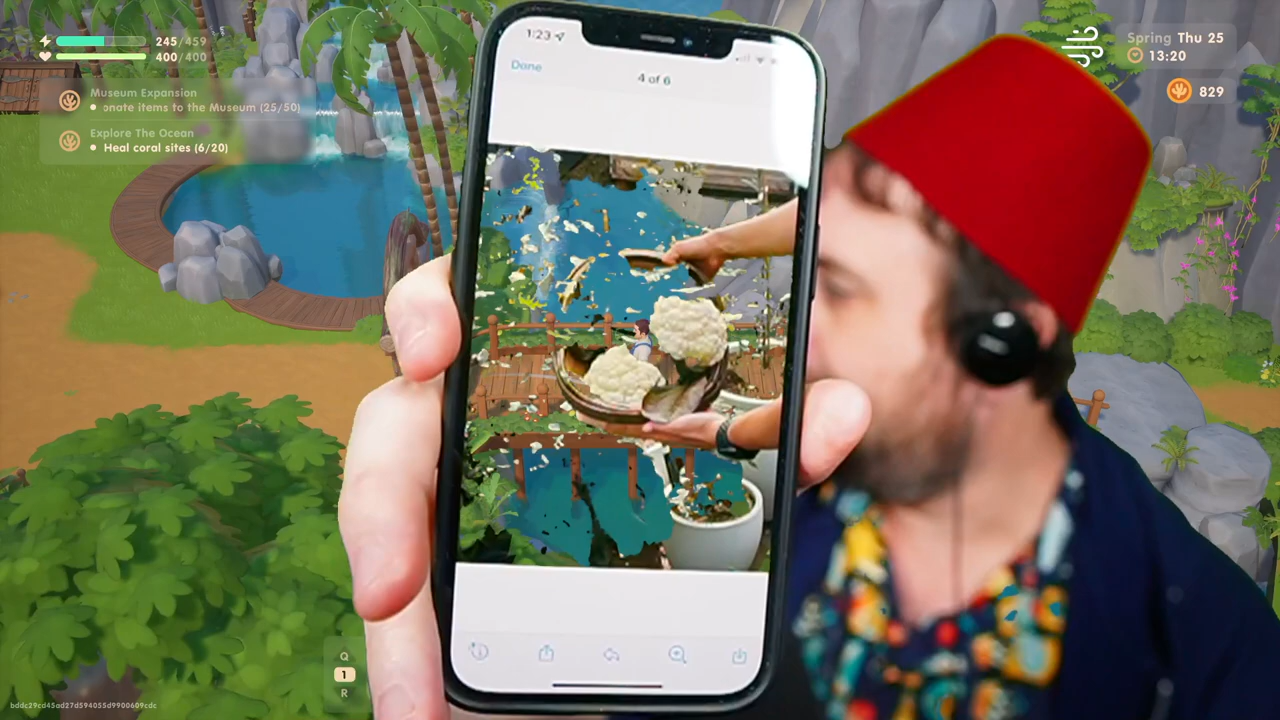 245/459
400/400
Museum Expansion
onate items to the Museum (25/50)
Explore The Ocean
Heal coral sites (6/20)
1:23
Done
4 of 6
Spring Thu 25
13:20
829
Q
1
R
bddc29cd45ad27d594055d9900609cdc